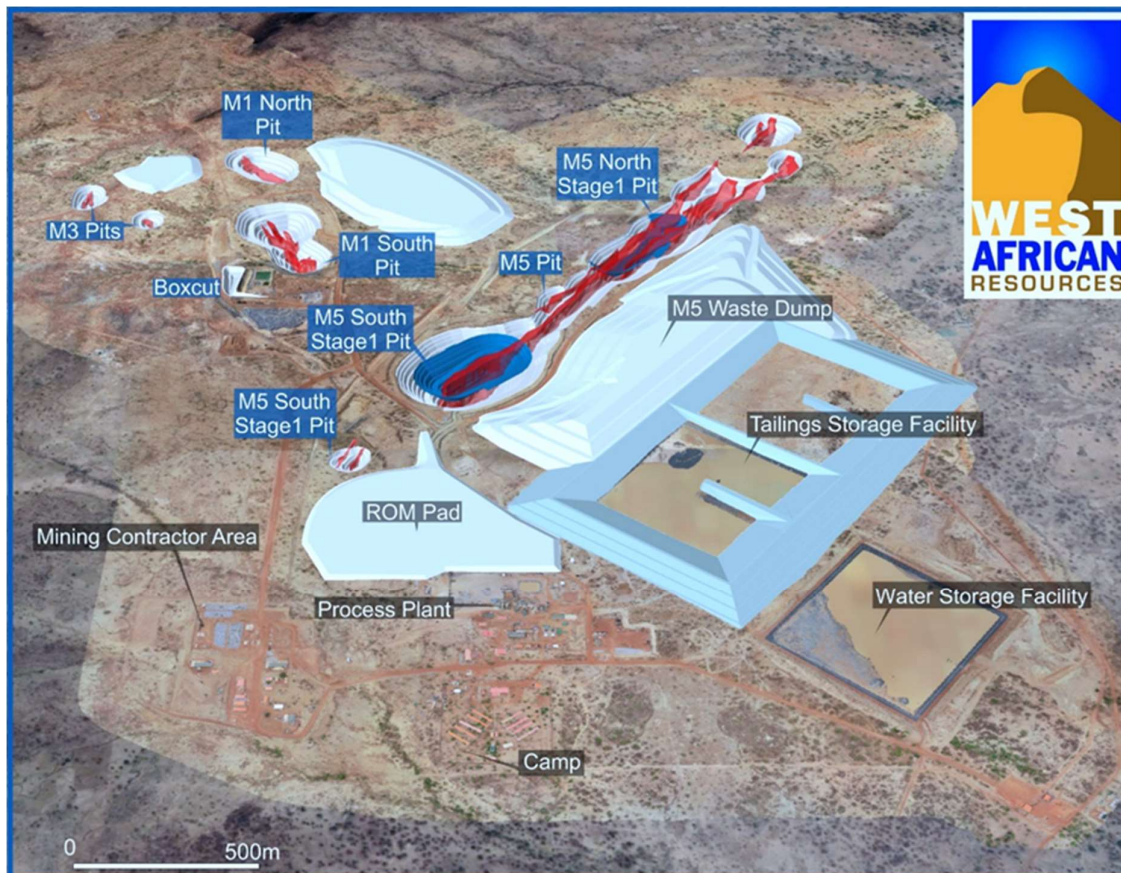 M1 North
Pit
M5 North
Stage1 Pit
M3 Pits
M1 South
Pit
WEST
AFRICAN
RESOURCES
Boxcut
M5 Pit
M5 South
Stage1 Pit
M5 Waste Dump
M5 South
Stage1 Pit
Tailings Storage Facility
ROM Pad
Mining Contractor Area
Process Plant
Water Storage Facility
Camp
0
500m